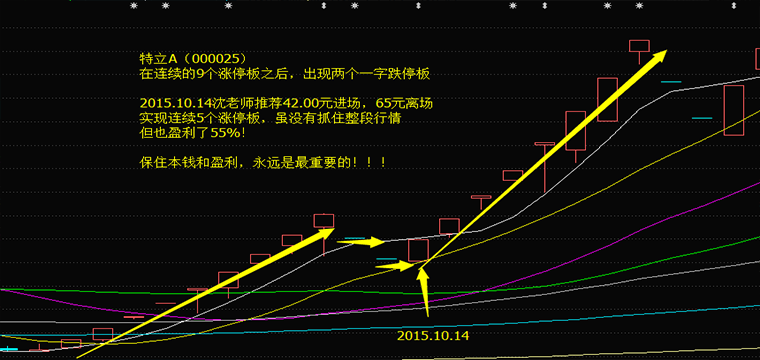 特立A（000025）
在连续的9个涨停板之后，出现两个一字跌停板
2015.10.14沈老师推荐42.00元进场，65元离场
实现连续5个涨停板，虽没有抓住整段行情
但也盈利了55%！
保住本钱和盈利，永远是最重要的！！！
2015.10.14